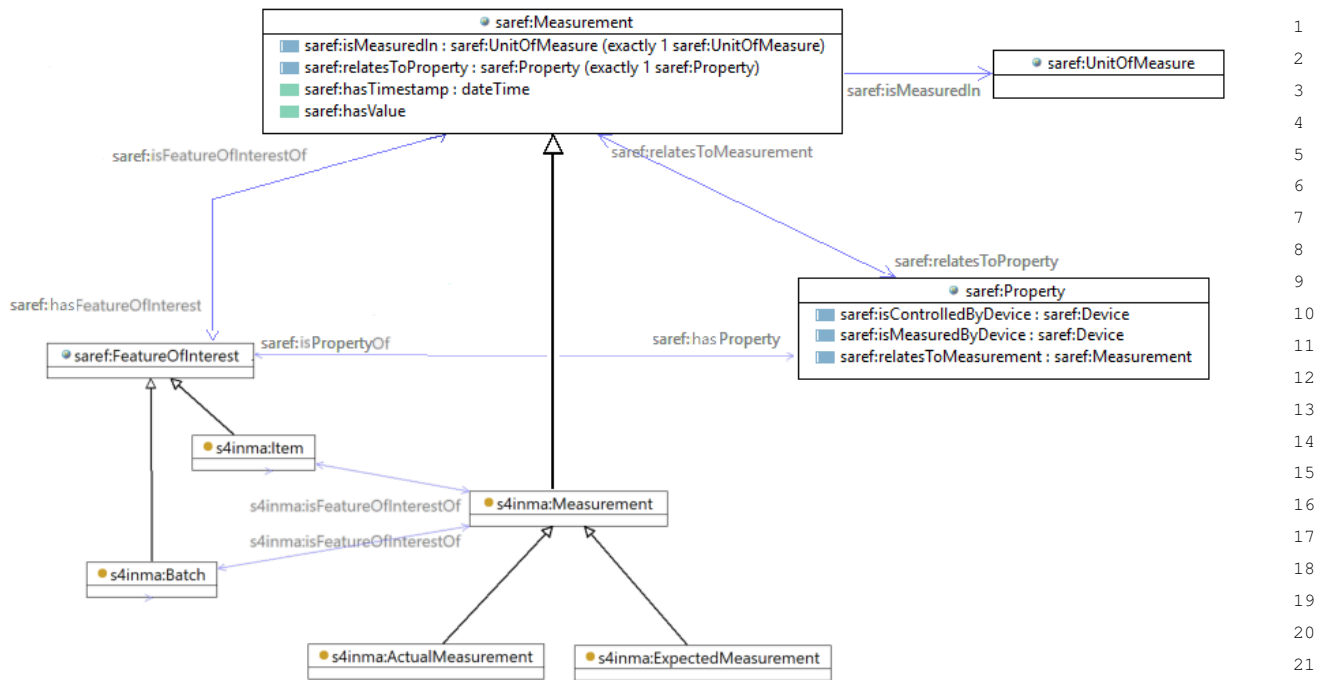 saref:Measurement
saref:isMeasuredIn : saref:UnitOfMeasure (exactly 1 saref:UnitOfMeasure)
saref:relatesToProperty : saref:Property (exactly 1 saref:Property)
saref:hasTimestamp : dateTime
saref:hasValue
saref:UnitOfMeasure
saref:isMeasuredIn
saref:isFeatureOfInterestOf
saref:relatesToMeasurement
saref:relatesToProperty
saref:hasFeatureOfInterest
saref:Property
saref:isControlledByDevice : saref:Device
saref:isMeasuredByDevice : saref:Device
saref:relatesToMeasurement : saref:Measurement
saref:FeatureOfInterest
saref:isPropertyOf
saref:has Property
s4inma:Item
s4inma:isFeatureOfInterestOf
s4inma:Measurement
s4inma:isFeatureOfInterestOf
s4inma:Batch
s4inma:ActualMeasurement
s4inma:ExpectedMeasurement
1
2
3
4
5
6
7
8
9
10
11
12
13
14
15
16
17
18
19
20
21